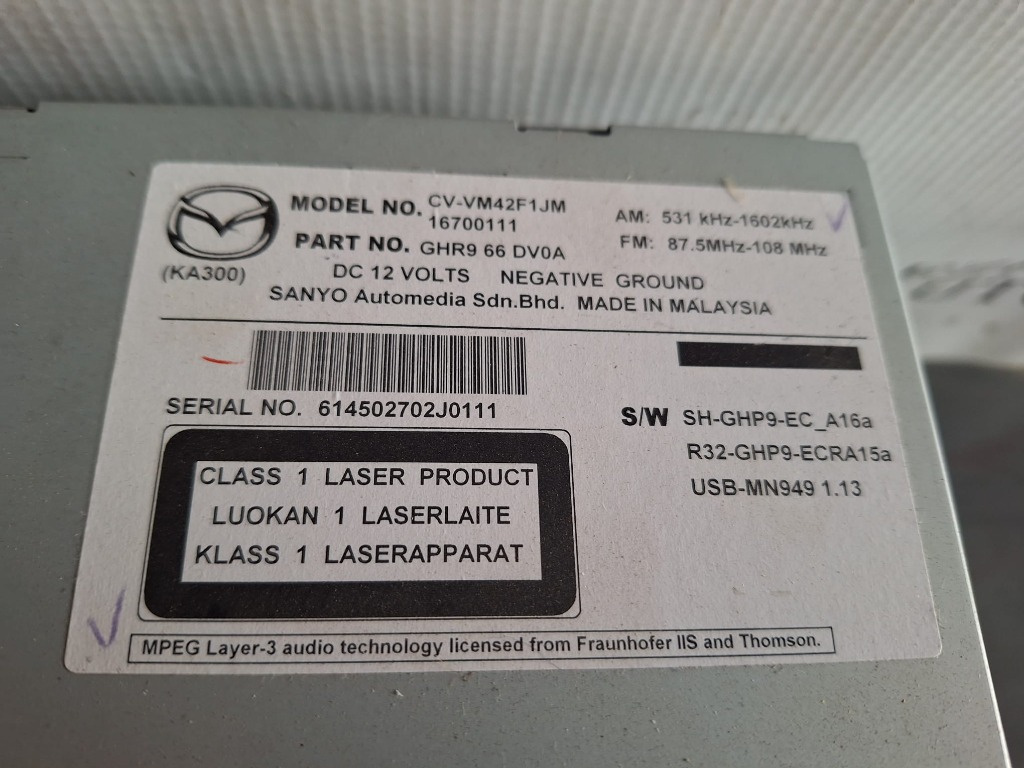 MODEL NO. CV-VM42F1JM
16700111
PART NO. GHR9 66 DV0A
AM: 531 kHz-1602kHz
FM: 87.5MHz-108 MHz
(KA300)
DC 12 VOLTS NEGATIVE GROUND
SANYO Automedia Sdn.Bhd. MADE IN MALAYSIA
SERIAL NO. 614502702J0111
S/W SH-GHP9-EC_A16a
R32-GHP9-ECRA15a
USB-MN949 1.13
CLASS 1 LASER PRODUCT
LUOKAN 1 LASERLAITE
KLASS 1 LASERAPPARAT
MPEG Layer-3 audio technology licensed from Fraunhofer IIS and Thomson.